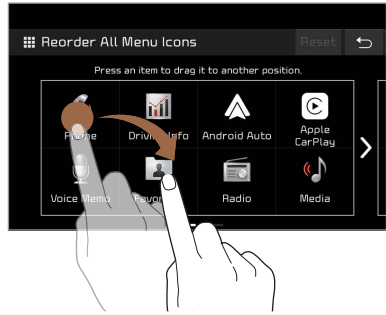 Reorder All Menu Icons
Reset
Press an item to drag it to another position.
Phone
Driving Info
Android Auto
Apple
CarPlay
Voice Memo
Favorites
Radio
Media